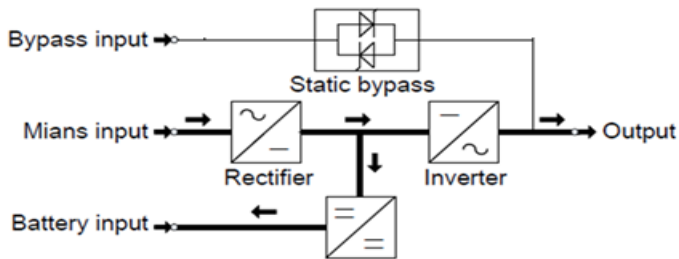 Bypass input
Static bypass
Mians input
Output
Rectifier
Inverter
Battery input